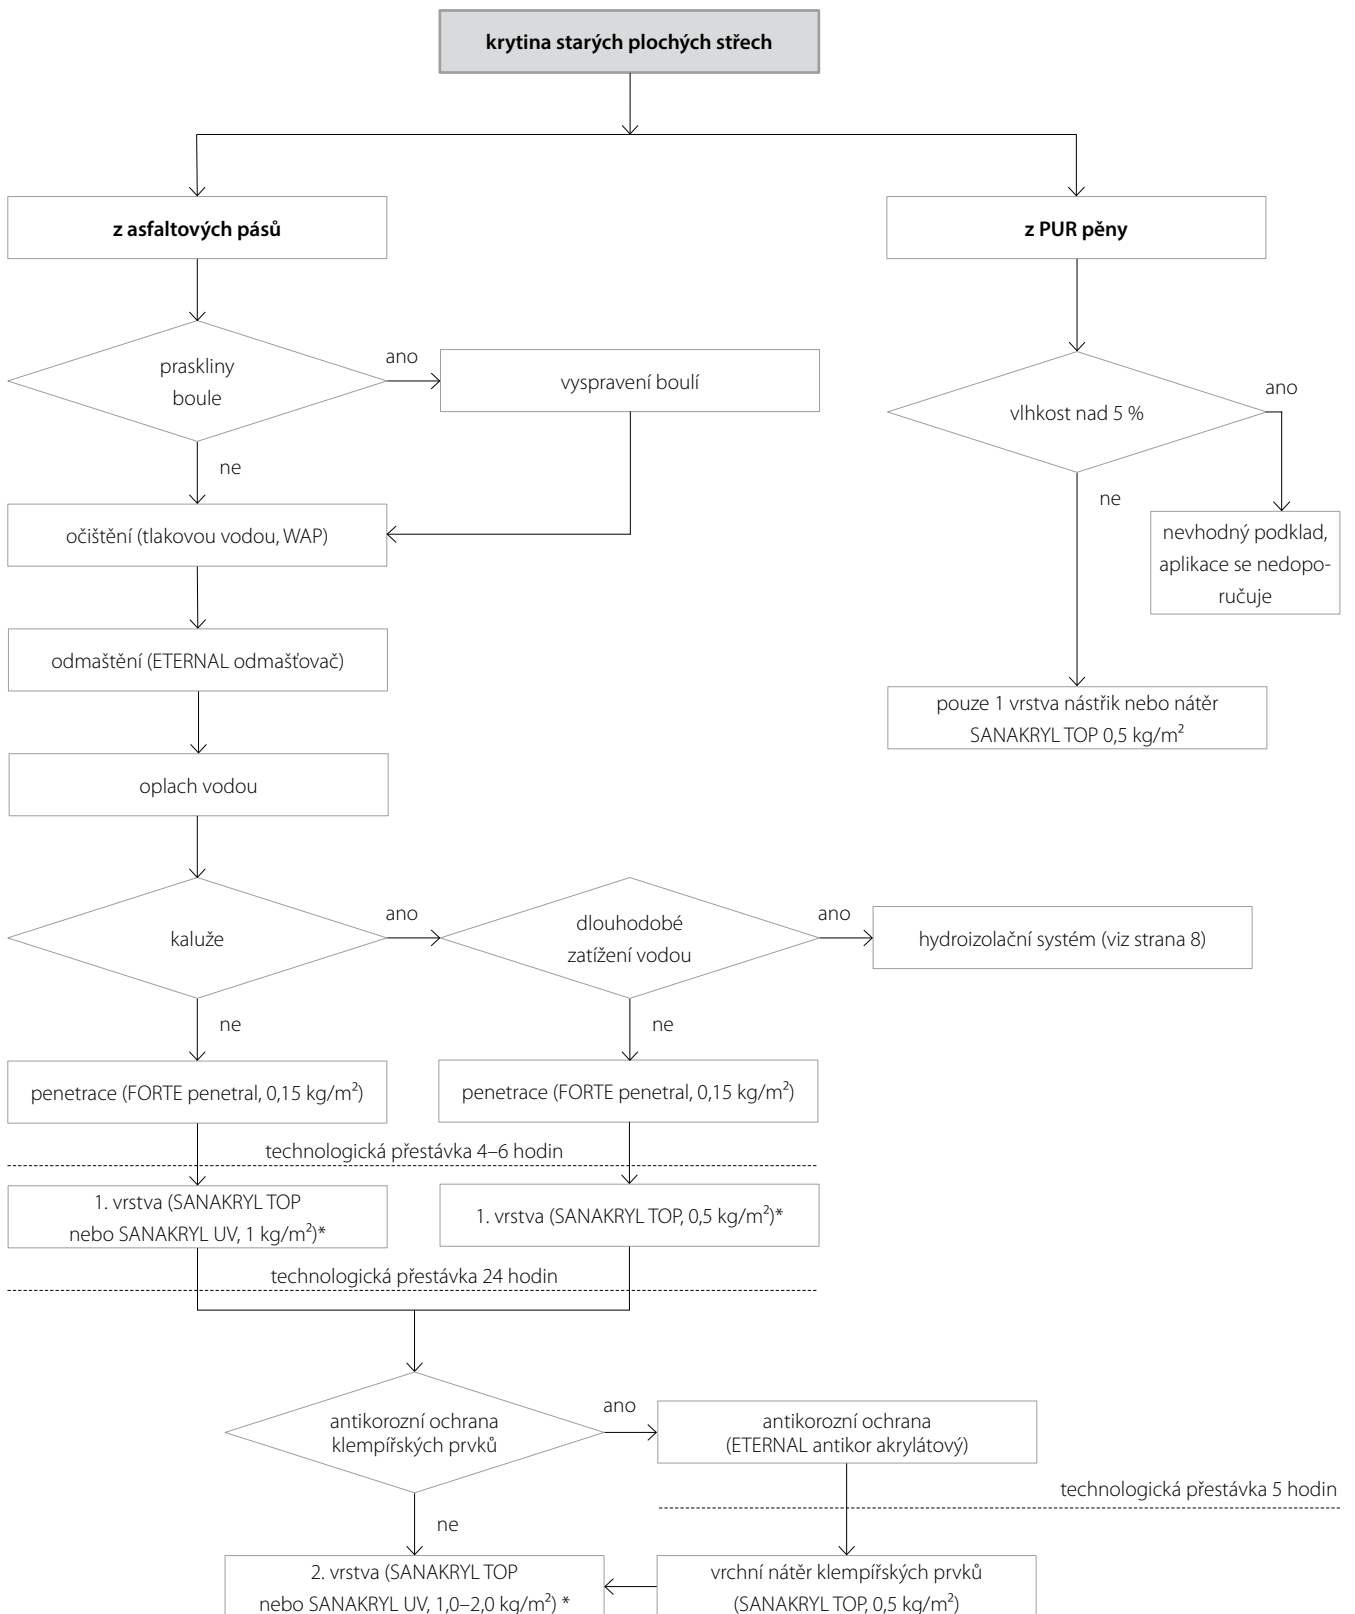 krytina starých plochých střech
z asfaltových pásů
z PUR pěny
praskliny
boule
ano
vyspravení boulí
ne
vlhkost nad 5 %
ano
ne
nevhodný podklad,
aplikace se nedopo-
ručuje
očištění (tlakovou vodou, WAP)
odmaštění (ETERNAL odmašťovač)
pouze 1 vrstva nástřik nebo nátěr
SANAKRYL TOP 0,5 kg/m²
oplach vodou
kaluže
ano
dlouhodobé
zatížení vodou
ano
hydroizolační systém (viz strana 8)
ne
ne
penetrace (FORTE penetral, 0,15 kg/m²)
penetrace (FORTE penetral, 0,15 kg/m²)
technologická přestávka 4–6 hodin
1. vrstva (SANAKRYL TOP
nebo SANAKRYL UV, 1 kg/m²)*
1. vrstva (SANAKRYL TOP, 0,5 kg/m²)*
technologická přestávka 24 hodin
antikorozní ochrana
klempířských prvků
ano
antikorozní ochrana
(ETERNAL antikor akrylátový)
technologická přestávka 5 hodin
ne
2. vrstva (SANAKRYL TOP
nebo SANAKRYL UV, 1,0–2,0 kg/m²) *
vrchní nátěr klempířských prvků
(SANAKRYL TOP, 0,5 kg/m²)